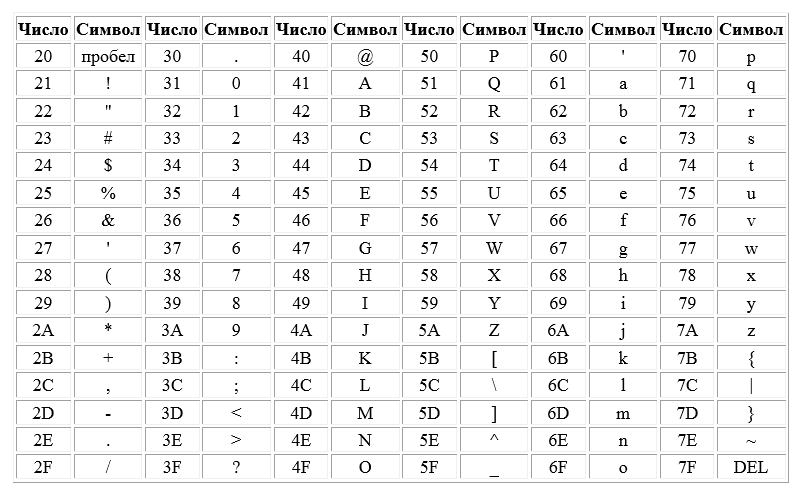 Число Символ Число Символ Число Символ Число Символ Число Символ Число Символ
20 пробел 30 . 40 @ 50 P 60 ' 70 p
21 ! 31 0 41 A 51 Q 61 a 71 q
22 " 32 1 42 B 52 R 62 b 72 r
23 # 33 2 43 C 53 S 63 c 73 s
24 $ 34 3 44 D 54 T 64 d 74 t
25 % 35 4 45 E 55 U 65 e 75 u
26 & 36 5 46 F 56 V 66 f 76 v
27 ' 37 6 47 G 57 W 67 g 77 w
28 ( 38 7 48 H 58 X 68 h 78 x
29 ) 39 8 49 I 59 Y 69 i 79 y
2A * 3A 9 4A J 5A Z 6A j 7A z
2B + 3B : 4B K 5B [ 6B k 7B {
2C , 3C ; 4C L 5C \ 6C l 7C |
2D - 3D < 4D M 5D ] 6D m 7D }
2E . 3E > 4E N 5E ^ 6E n 7E ~
2F / 3F ? 4F O 5F _ 6F o 7F DEL